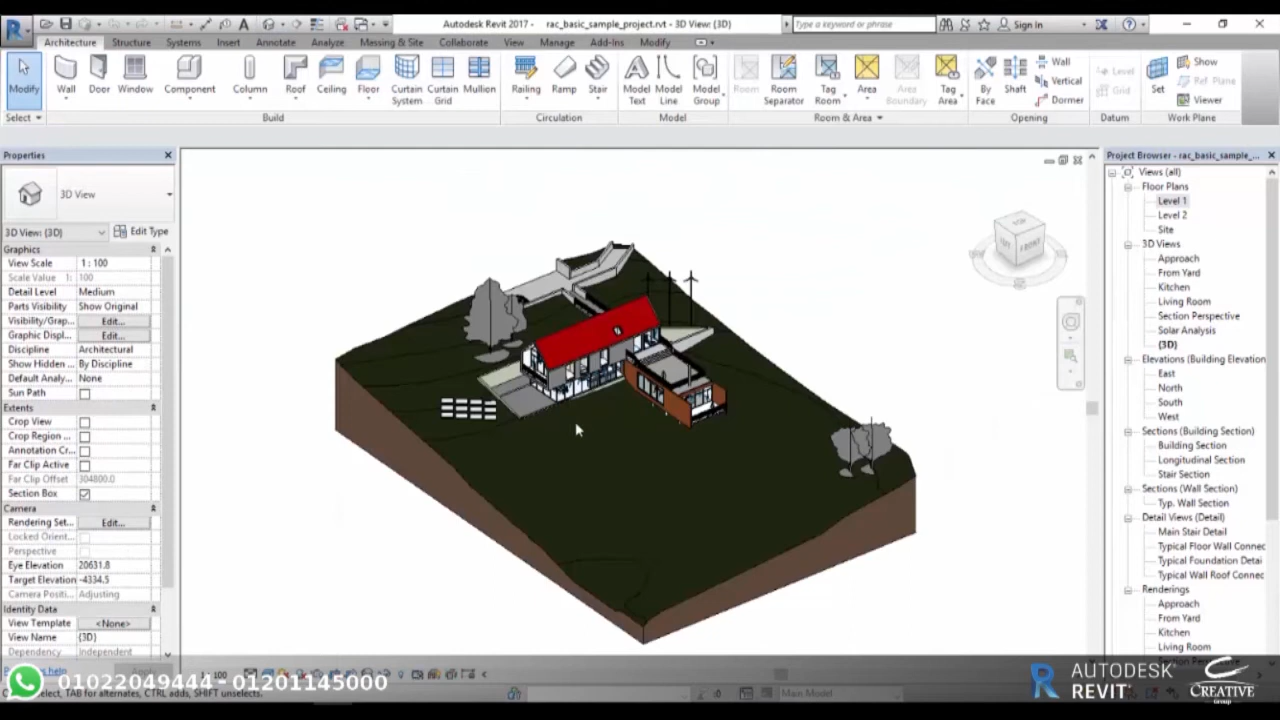 Autodesk Revit 2017 - rac_basic_sample_project.rvt - 3D View: {3D}
Type a keyword or phrase
Sign In
Architecture Structure Systems Insert Annotate Analyze Massing & Site Collaborate View Manage Add-Ins Modify
Modify Wall Door Window Component Column Roof Ceiling Floor Curtain System Curtain Grid Mullion Railing Ramp Stair Model Text Model Line Model Group Room Room Separator Tag Room Area Area Boundary Tag Area By Face Shaft Wall Vertical Dormer Level Grid Set Show Ref Plane Viewer
Select Build Circulation Model Room & Area Opening Datum Work Plane
Properties
3D View
3D View: {3D} Edit Type
Graphics
View Scale 1 : 100
Scale Value 1: 100
Detail Level Medium
Parts Visibility Show Original
Visibility/Grap... Edit...
Graphic Displ... Edit...
Discipline Architectural
Show Hidden ... By Discipline
Default Analy... None
Sun Path
Extents
Crop View
Crop Region ...
Annotation Cr...
Far Clip Active
Far Clip Offset 304800.0
Section Box
Camera
Rendering Set... Edit...
Locked Orient...
Perspective
Eye Elevation 20631.8
Target Elevation -4334.5
Camera Positi... Adjusting
Identity Data
View Template <None>
View Name {3D}
Dependency Independent
TOP
FRONT
Project Browser - rac_basic_sample_...
Views (all)
Floor Plans
Level 1
Level 2
Site
3D Views
Approach
From Yard
Kitchen
Living Room
Section Perspective
Solar Analysis
{3D}
Elevations (Building Elevation
East
North
South
West
Sections (Building Section)
Building Section
Longitudinal Section
Stair Section
Sections (Wall Section)
Typ. Wall Section
Detail Views (Detail)
Main Stair Detail
Typical Floor Wall Connec
Typical Foundation Detai
Typical Wall Roof Connec
Renderings
Approach
From Yard
Kitchen
Living Room
01022049444 - 01201145000
select, TAB for alternates, CTRL adds, SHIFT unselects.
:0
Main Model
R AUTODESK
REVIT
CREATIVE
Group